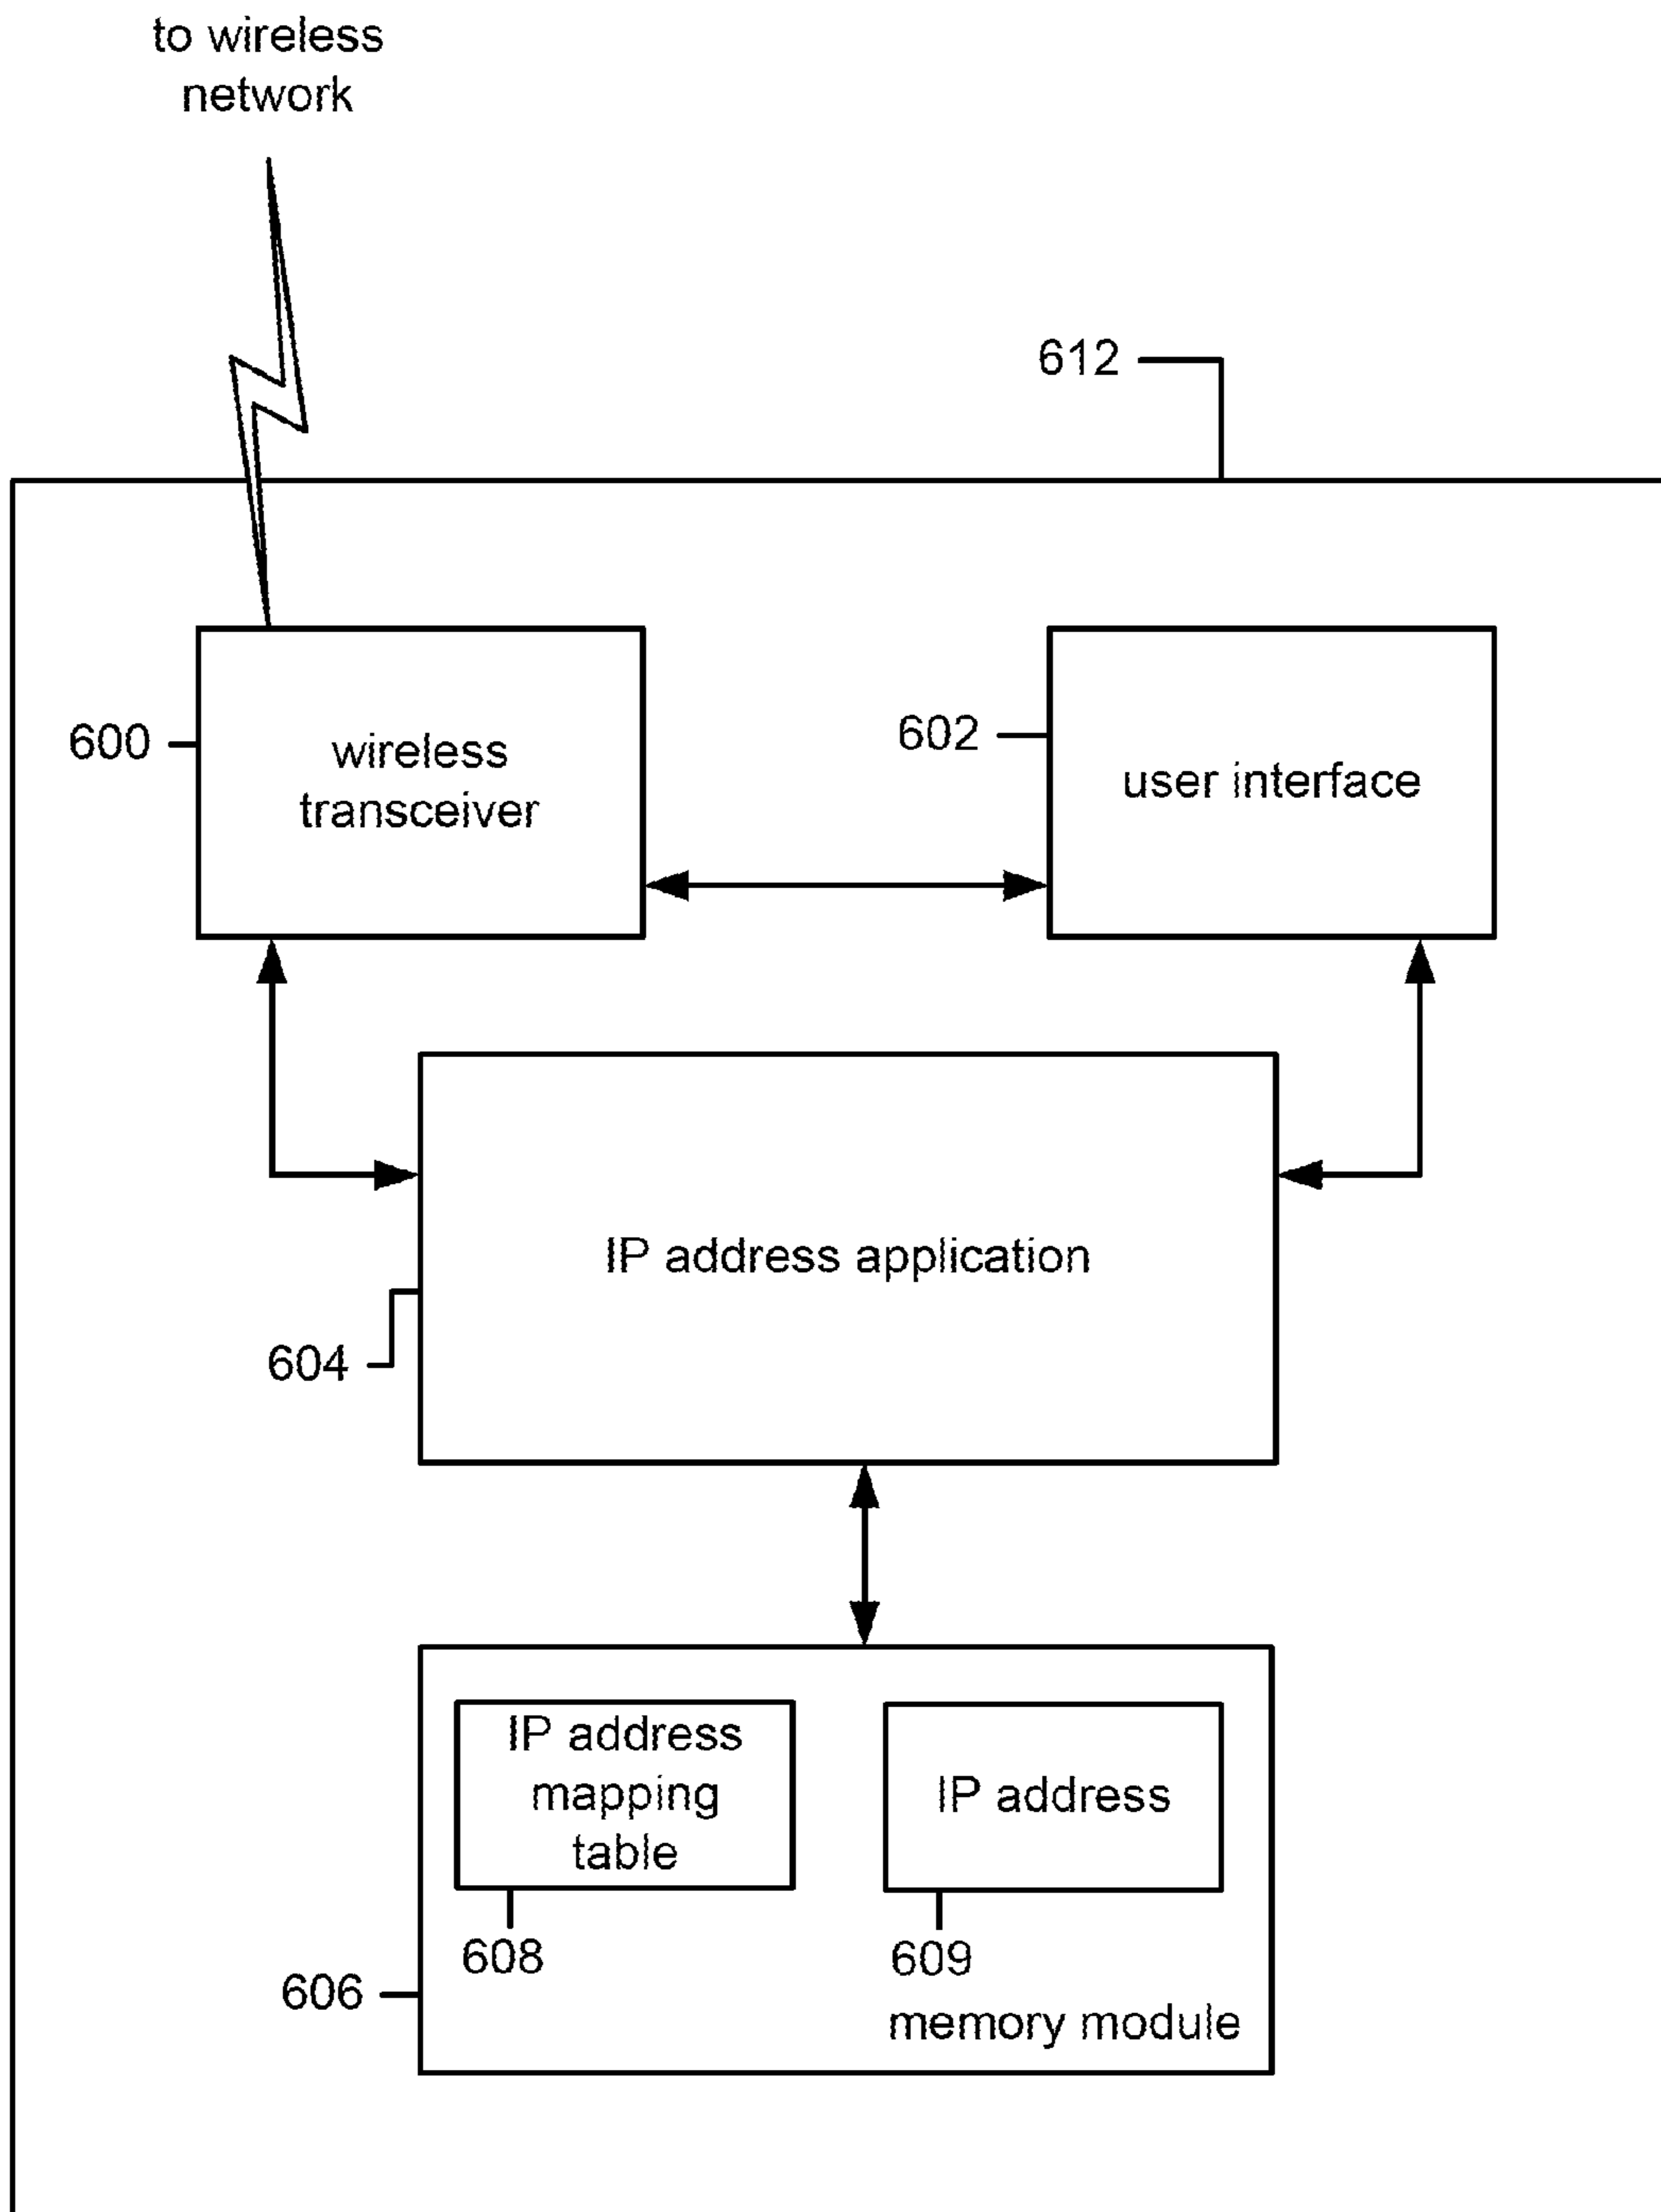 to wireless
network
612
600
wireless
transceiver
602
user interface
IP address application
604
IP address
mapping
table
IP address
608
609
606
memory module